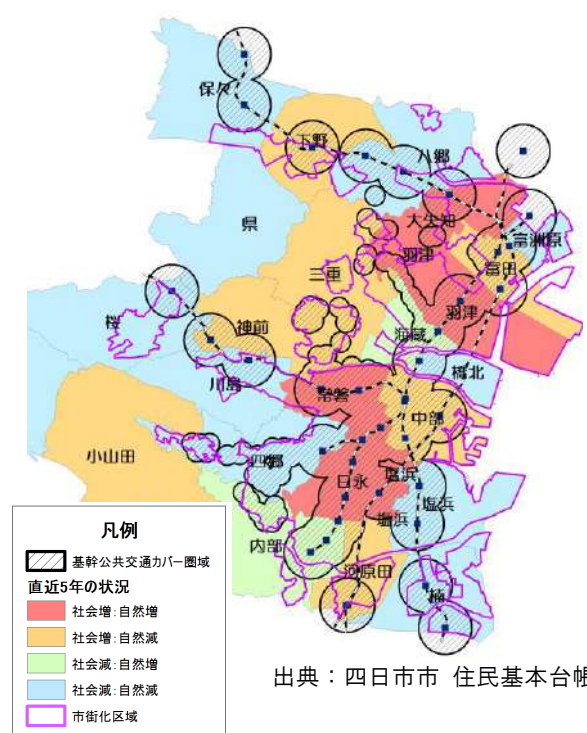 保々
下野
八郷
県
大矢知
富洲原
羽津
富田
三重
羽津
桜
神前
海蔵
川島
橋北
常磐
中部
小山田
四郷
日永
塩浜
塩浜
塩浜
内部
河原田
楠
凡例
基幹公共交通カバー圏域
直近5年の状況
社会増:自然増
社会増:自然減
社会減:自然増
社会減:自然減
市街化区域
出典:四日市市 住民基本台帳